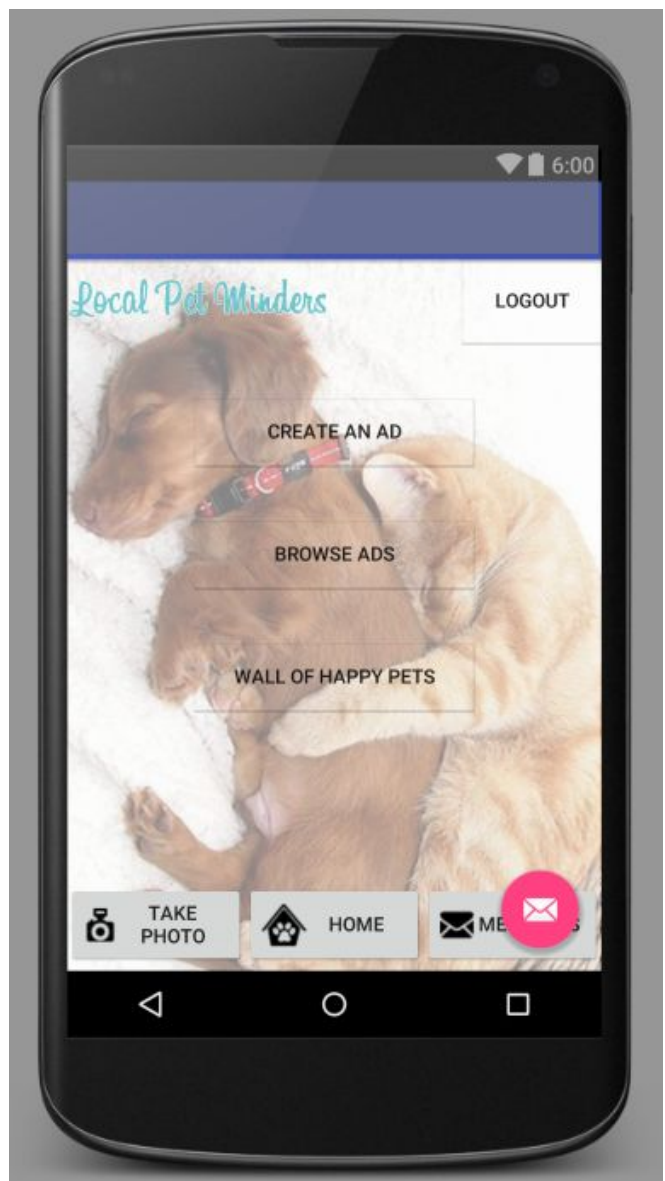 6:00
Local Pet Minders
LOGOUT
CREATE AN AD
BROWSE ADS
WALL OF HAPPY PETS
TAKE
PHOTO
HOME